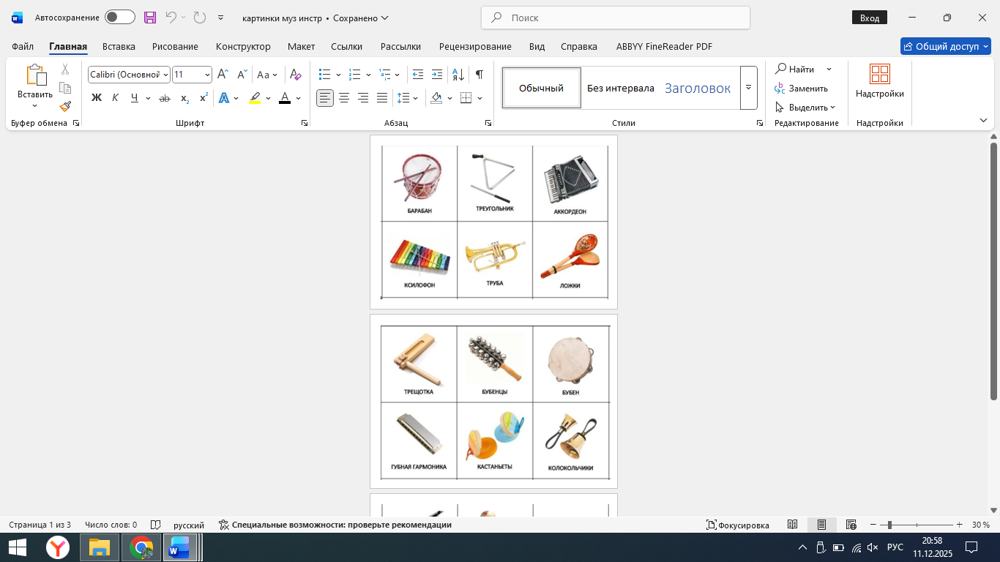 Автосохранение
картинки муз инстр • Сохранено
Поиск
Вход
Файл Главная Вставка Рисование Конструктор Макет Ссылки Рассылки Рецензирование Вид Справка ABBYY FineReader PDF
Общий доступ
Вставить
Буфер обмена
Calibri (Основной 11
Аа
Ж К Ч ab x₂ x² А А
Шрифт
Абзац
Обычный Без интервала Заголовок
Стили
Найти
Заменить
Выделить
Редактирование
Надстройки
Надстройки
БАРАБАН ТРЕУГОЛЬНИК АККОРДЕОН
КСИЛОФОН ТРУБА ЛОЖКИ
ТРЕЩОТКА БУБЕНЦЫ БУБЕН
ГУБНАЯ ГАРМОНИКА КАСТАНЬЕТЫ КОЛОКОЛЬЧИКИ
Страница 1 из 3 Число слов: 0 русский Специальные возможности: проверьте рекомендации Фокусировка 30 %
РУС
20:58
11.12.2025